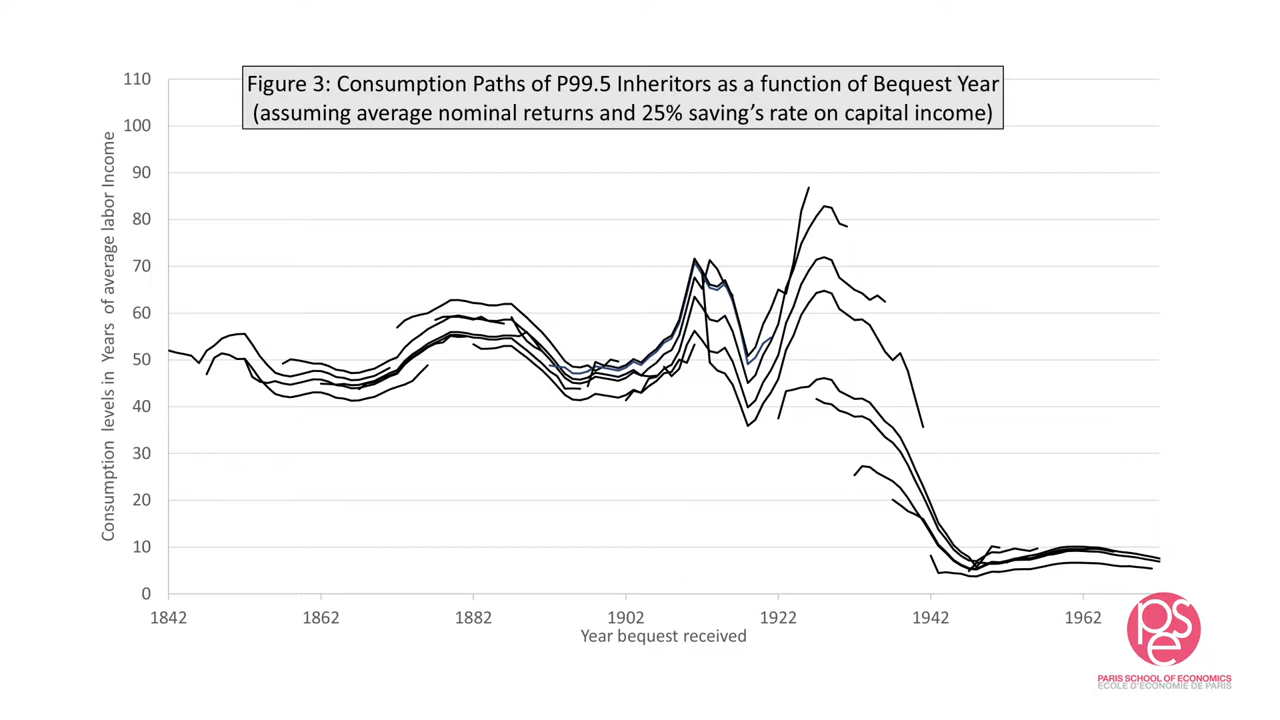 Figure 3: Consumption Paths of P99.5 Inheritors as a function of Bequest Year
(assuming average nominal returns and 25% saving's rate on capital income)
Consumption levels in Years of average labor Income
110
100
90
80
70
60
50
40
30
20
10
0
1842
1862
1882
1902
1922
1942
1962
Year bequest received
pse
PARIS SCHOOL OF ECONOMICS
ECOLE D'ECONOMIE DE PARIS